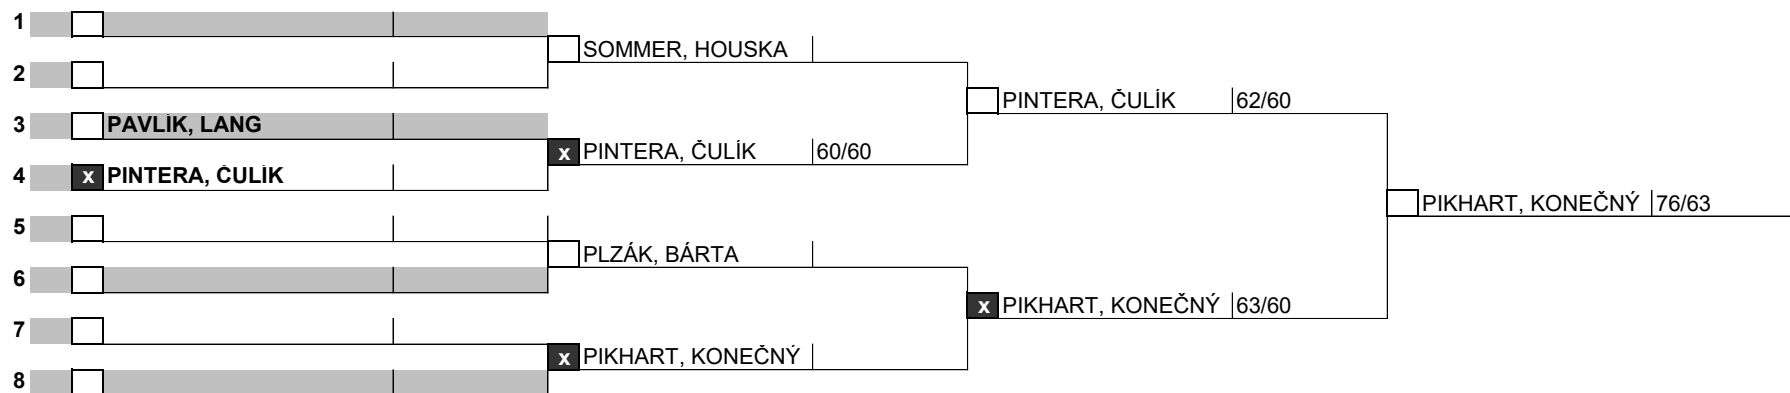 1
SOMMER, HOUSKA
2
PINTERA, ČULÍK 62/60
3 PAVLÍK, LANG
x PINTERA, ČULÍK 60/60
4 x PINTERA, ČULÍK
PIKHART, KONEČNÝ 76/63
5
PLZÁK, BÁRTA
6
x PIKHART, KONEČNÝ 63/60
7
x PIKHART, KONEČNÝ
8